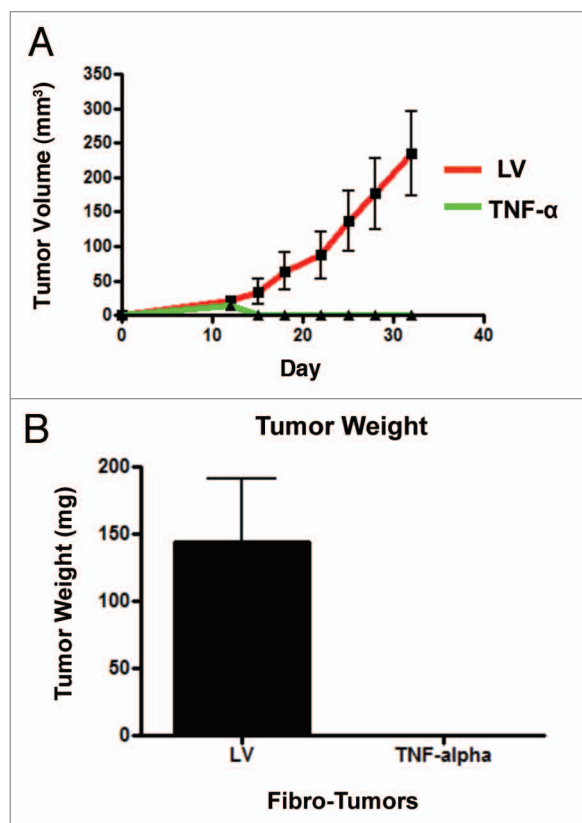 A
Tumor Volume (mm³)
350
300
250
200
150
100
50
0
0
10
20
30
40
Day
LV
TNF-α
B
Tumor Weight
Tumor Weight (mg)
200
150
100
50
0
LV
TNF-alpha
Fibro-Tumors